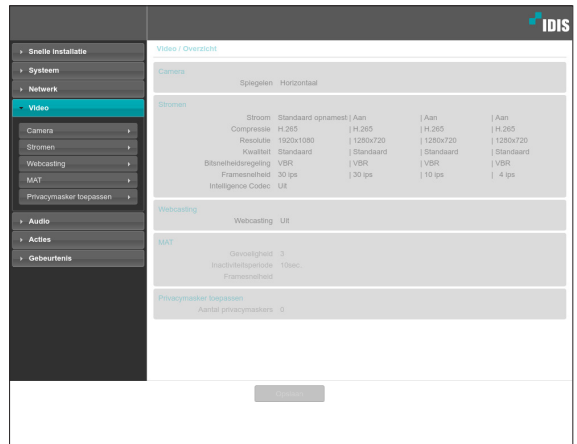 IDIS
Snelle installatie
Systeem
Netwerk
Video
Camera
Stromen
Webcasting
MAT
Privacymasker toepassen
Audio
Acties
Gebeurtenis
Video / Overzicht
Camera
Spiegelen Horizontaal
Stromen
Stroom Standaard opnamest | Aan | Aan | Aan
Compressie H.265 | H.265 | H.265 | H.265
Resolutie 1920x1080 | 1280x720 | 1280x720 | 1280x720
Kwaliteit Standaard | Standaard | Standaard | Standaard
Bitsnelheidsregeling VBR | VBR | VBR | VBR
Framesnelheid 30 ips | 30 ips | 10 ips | 4 ips
Intelligence Codec Uit
Webcasting
Webcasting Uit
MAT
Gevoeligheid 3
Inactiviteitsperiode 10sec.
Framesnelheid
Privacymasker toepassen
Aantal privacymaskers 0
Opslaan